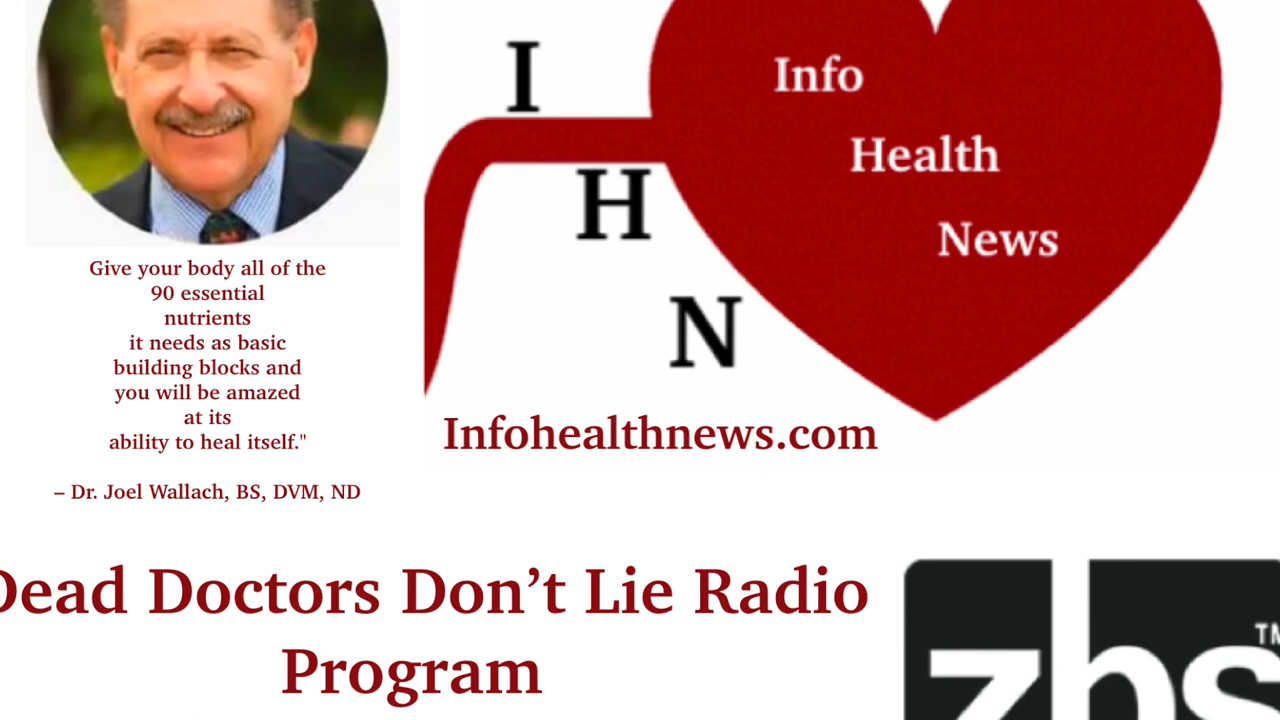 Give your body all of the
90 essential
nutrients
it needs as basic
building blocks and
you will be amazed
at its
ability to heal itself."
– Dr. Joel Wallach, BS, DVM, ND
I
H
N
Info
Health
News
Infohealthnews.com
Dead Doctors Don’t Lie Radio
Program
zbs
TM